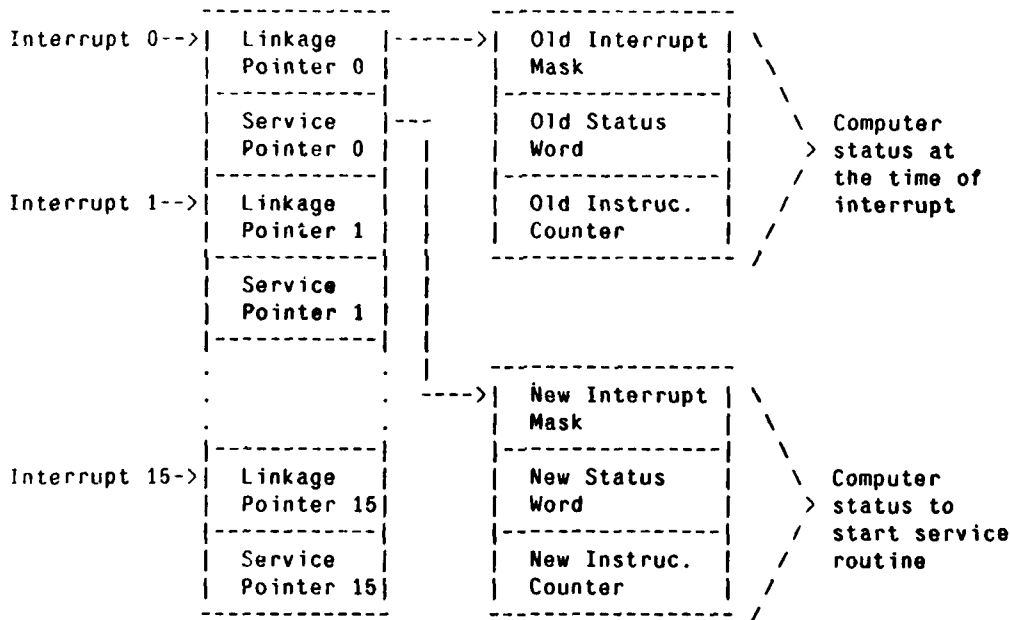 Interrupt 0-->| Linkage |------>| Old Interrupt | \
| Pointer 0 | | Mask | \
| Service |--- | Old Status | \ Computer
| Pointer 0 | | | Word | > status at
Interrupt 1-->| Linkage | | | Old Instruc. | / the time of
| Pointer 1 | | | Counter | / interrupt
| Service | |
| Pointer 1 | |
. . ---->| New Interrupt | \
. . | Mask | \
Interrupt 15->| Linkage | | New Status | \ Computer
| Pointer 15| | Word | > status to
| Service | | New Instruc. | / start service
| Pointer 15| | Counter | / routine